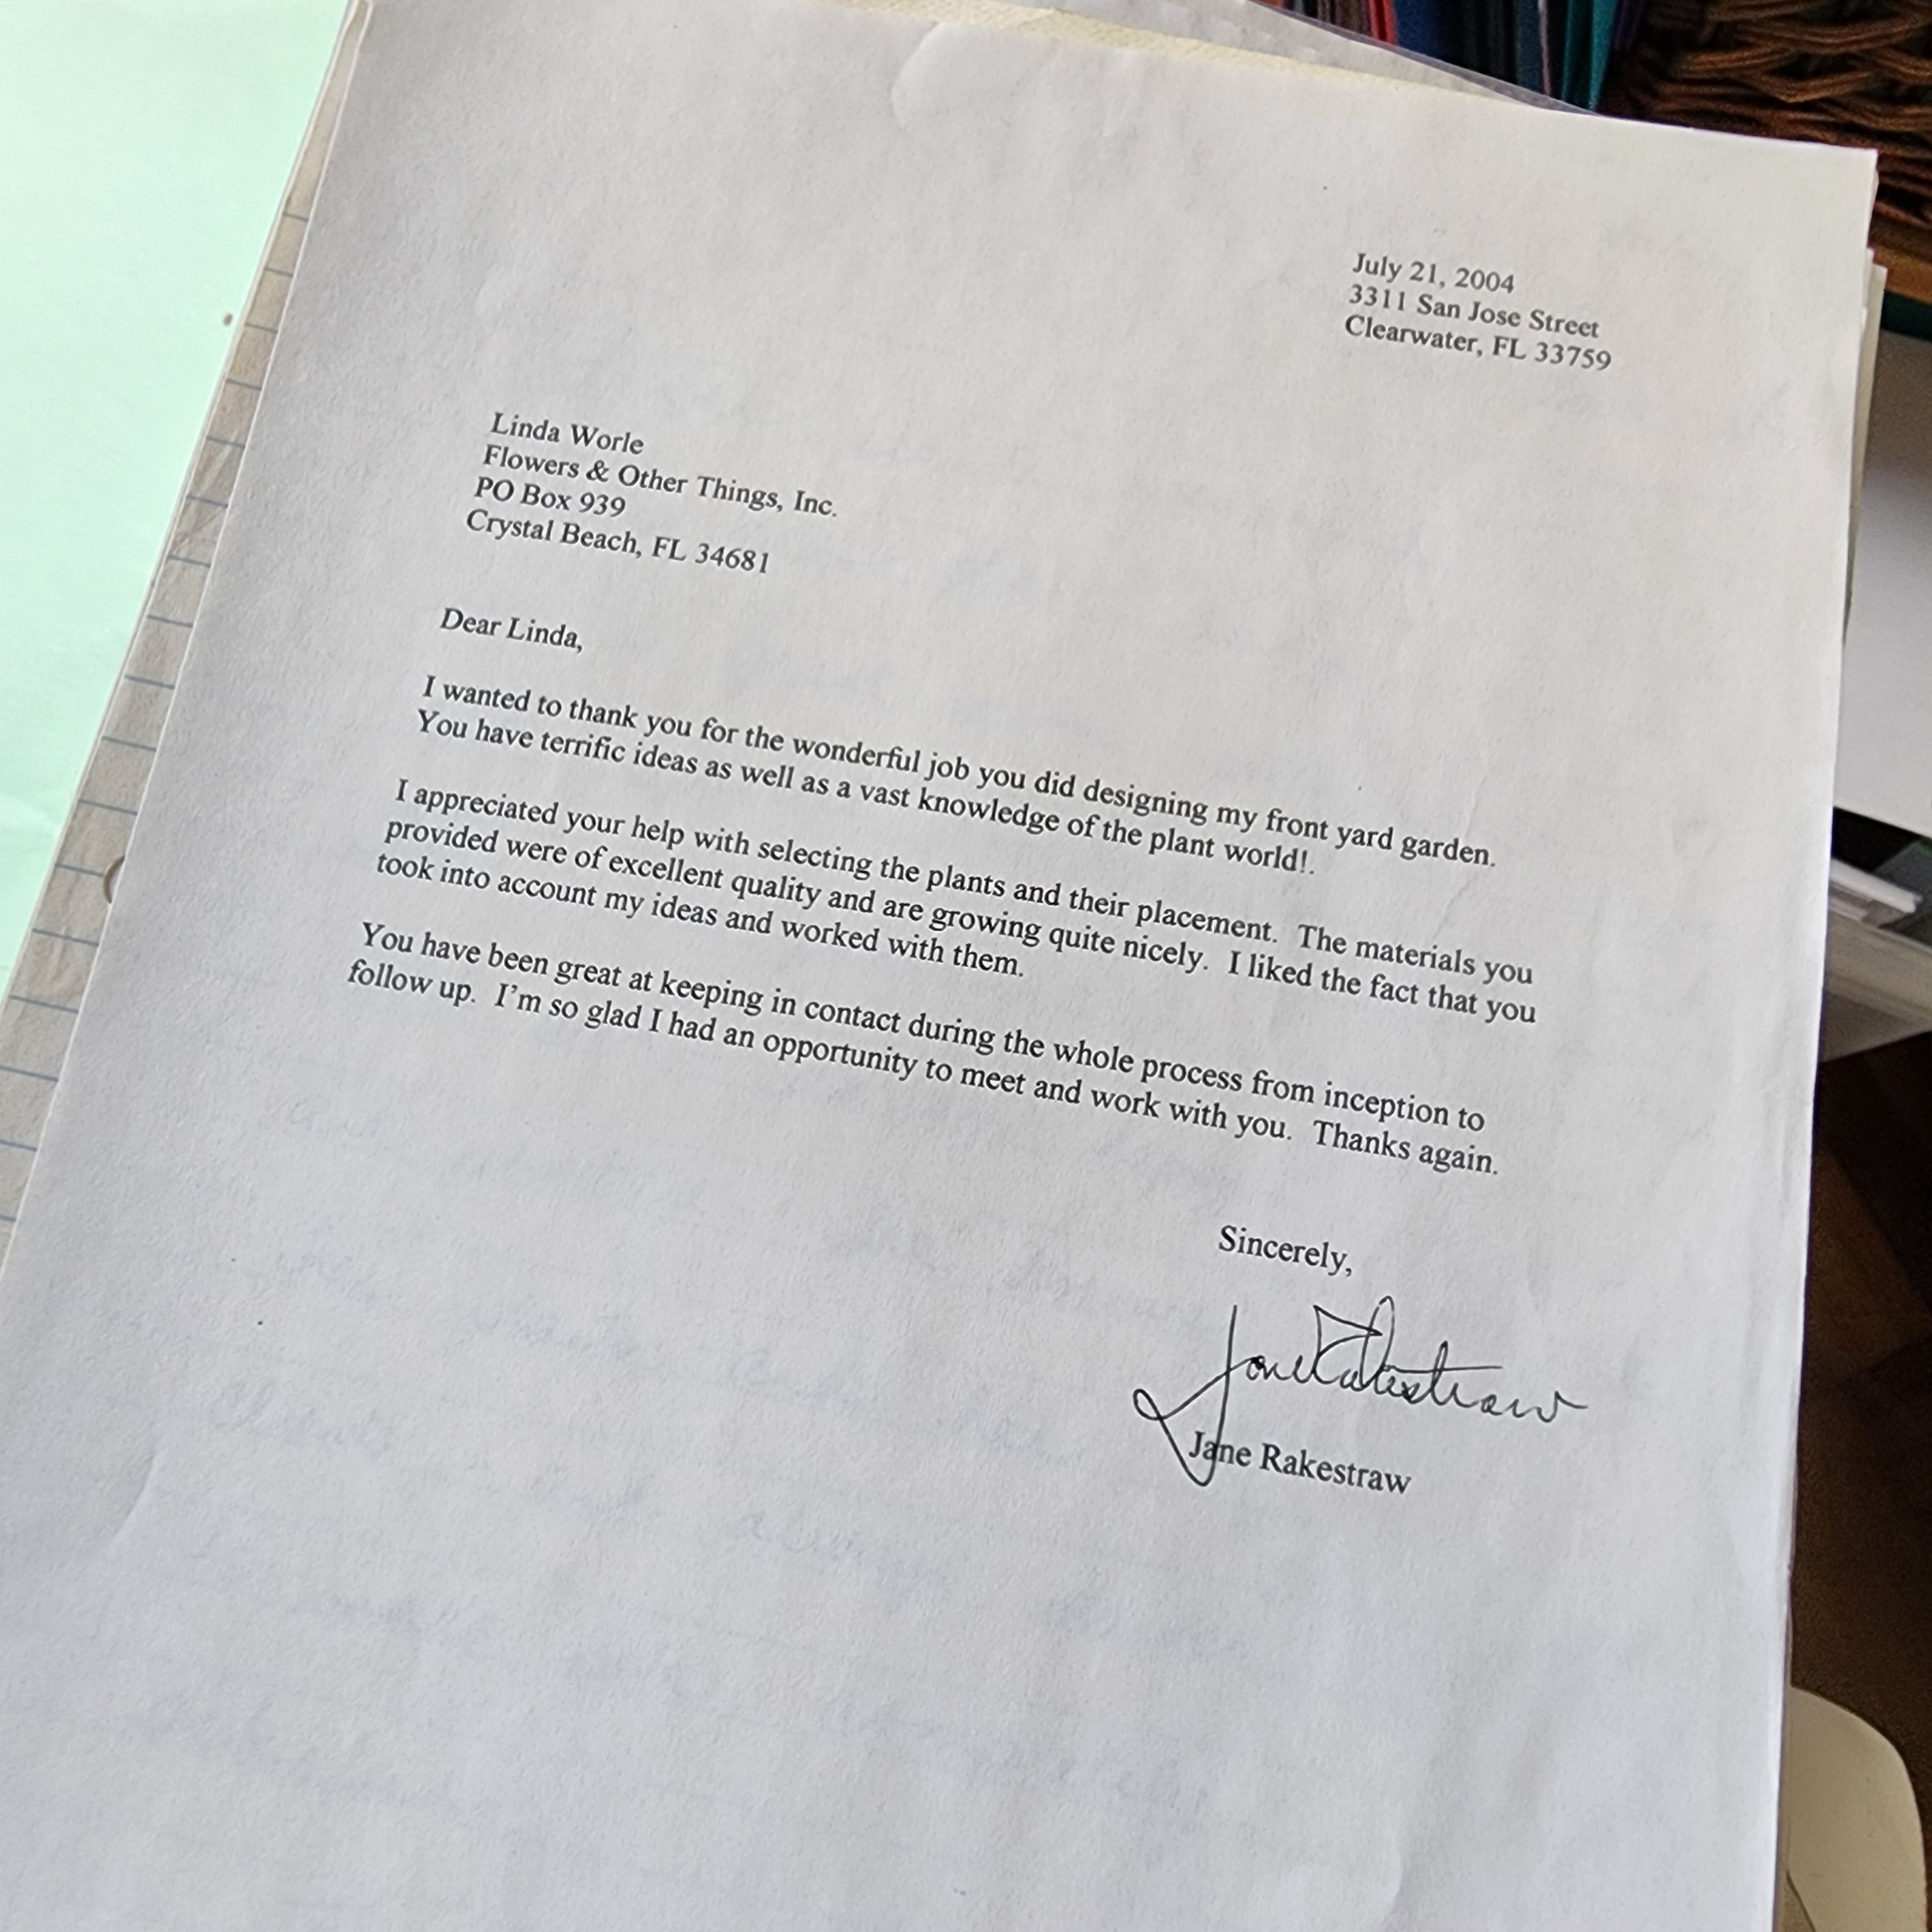 July 21, 2004
3311 San Jose Street
Clearwater, FL 33759
Linda Worle
Flowers & Other Things, Inc.
PO Box 939
Crystal Beach, FL 34681
Dear Linda,
I wanted to thank you for the wonderful job you did designing my front yard garden.
You have terrific ideas as well as a vast knowledge of the plant world!.
I appreciated your help with selecting the plants and their placement. The materials you
provided were of excellent quality and are growing quite nicely. I liked the fact that you
took into account my ideas and worked with them.
You have been great at keeping in contact during the whole process from inception to
follow up. I'm so glad I had an opportunity to meet and work with you. Thanks again.
Sincerely,
Jane Rakestraw
Jane Rakestraw